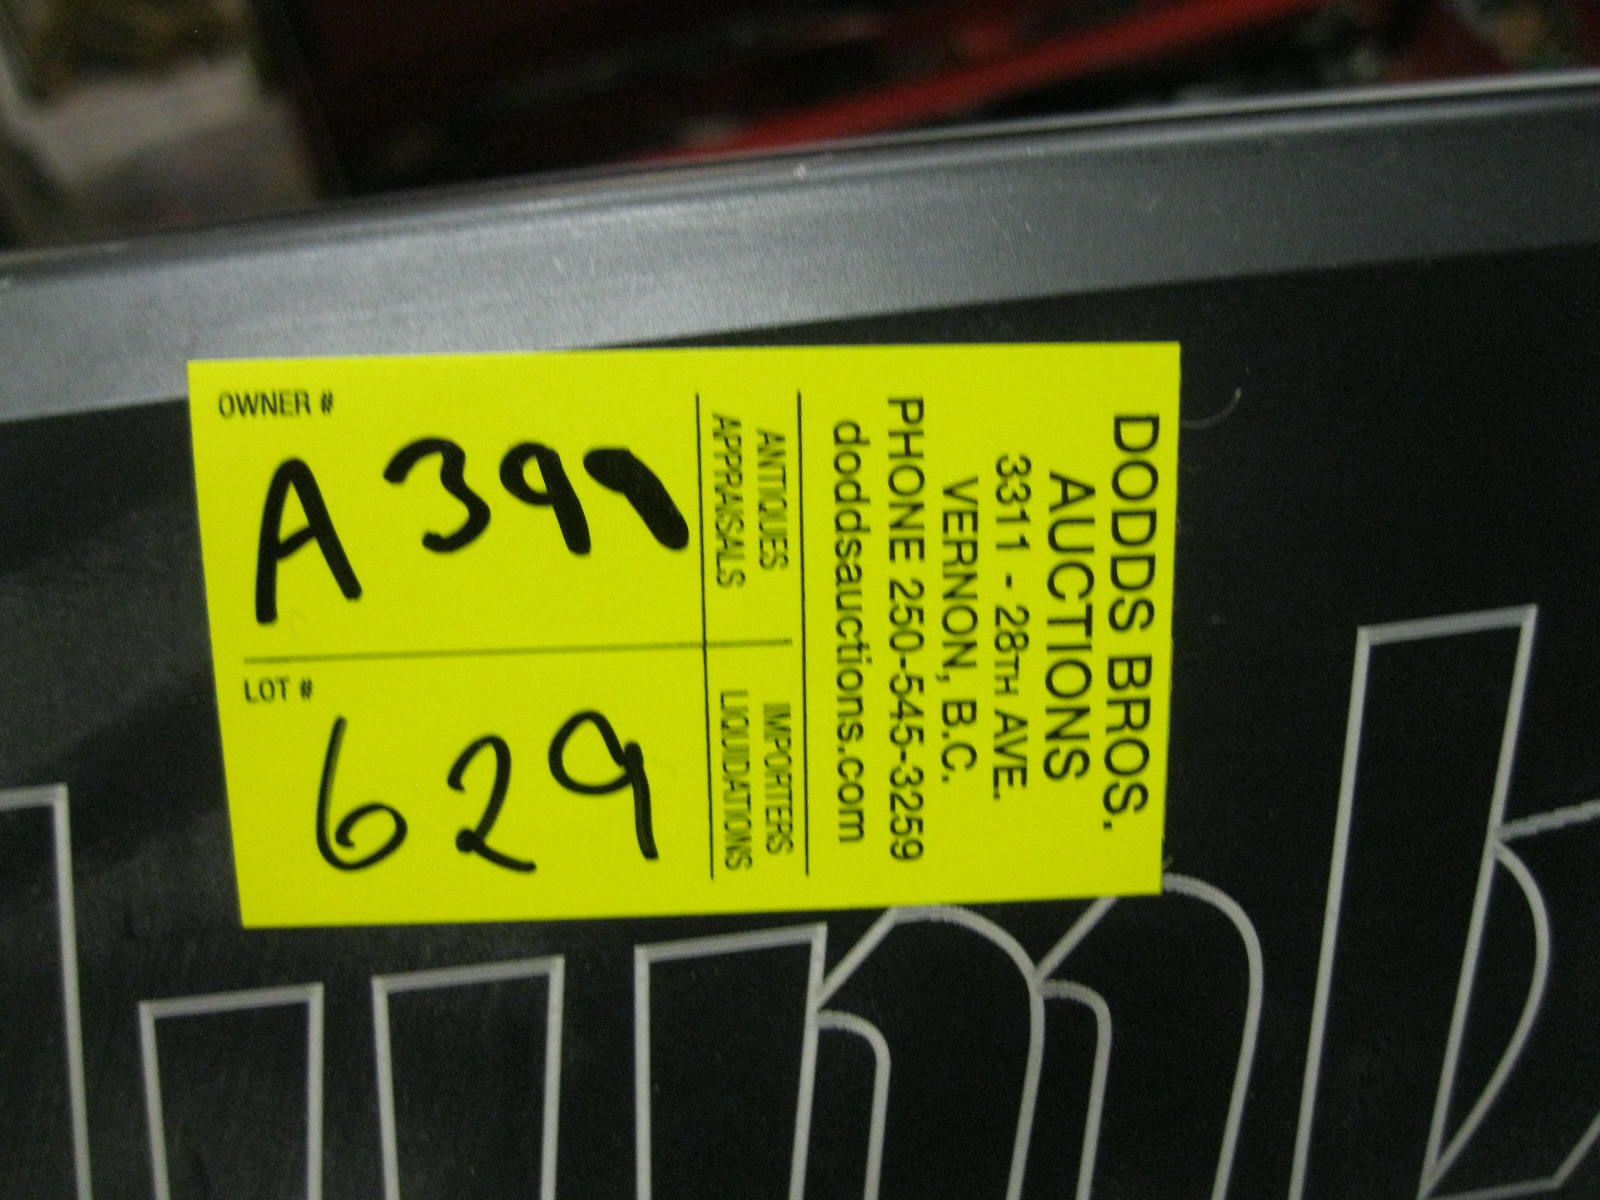 OWNER #
A 399
LOT #
629
ANTIQUES
APPRAISALS
IMPORTERS
LIQUIDATIONS
DODDS BROS.
AUCTIONS
3311 - 28TH AVE.
VERNON, B.C.
PHONE 250-545-3259
doddsauctions.com